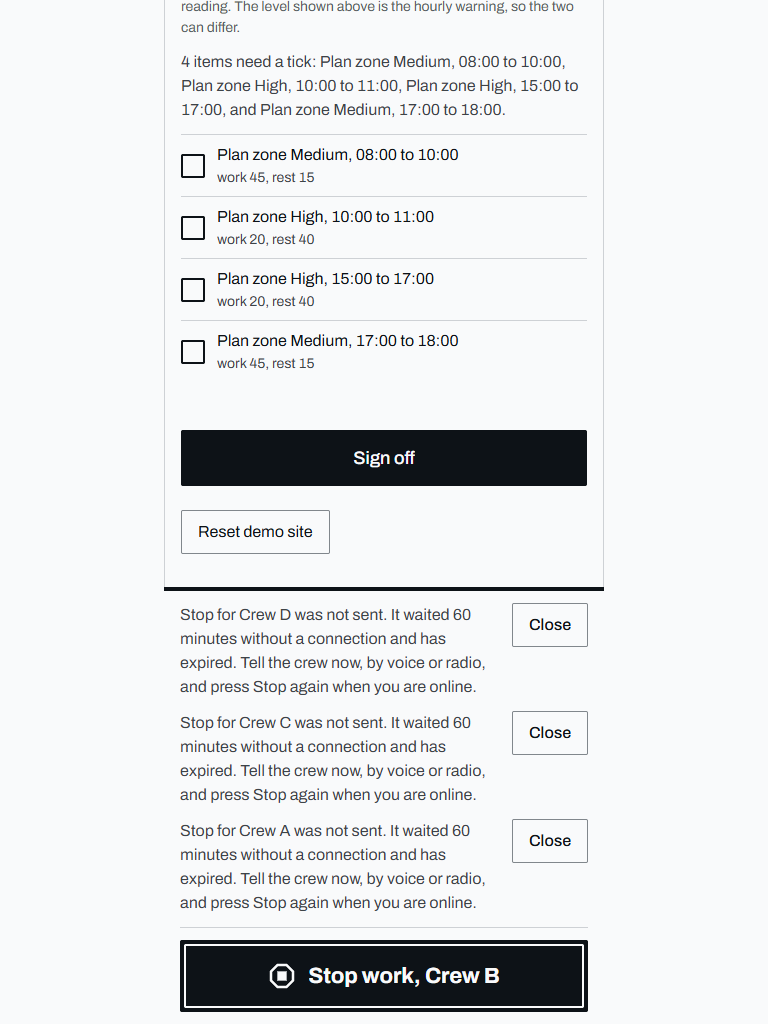 reading. The level shown above is the hourly warning, so the two
can differ.
4 items need a tick: Plan zone Medium, 08:00 to 10:00,
Plan zone High, 10:00 to 11:00, Plan zone High, 15:00 to
17:00, and Plan zone Medium, 17:00 to 18:00.
Plan zone Medium, 08:00 to 10:00
work 45, rest 15
Plan zone High, 10:00 to 11:00
work 20, rest 40
Plan zone High, 15:00 to 17:00
work 20, rest 40
Plan zone Medium, 17:00 to 18:00
work 45, rest 15
Sign off
Reset demo site
Stop for Crew D was not sent. It waited 60
minutes without a connection and has
expired. Tell the crew now, by voice or radio,
and press Stop again when you are online.
Close
Stop for Crew C was not sent. It waited 60
minutes without a connection and has
expired. Tell the crew now, by voice or radio,
and press Stop again when you are online.
Close
Stop for Crew A was not sent. It waited 60
minutes without a connection and has
expired. Tell the crew now, by voice or radio,
and press Stop again when you are online.
Close
Stop work, Crew B